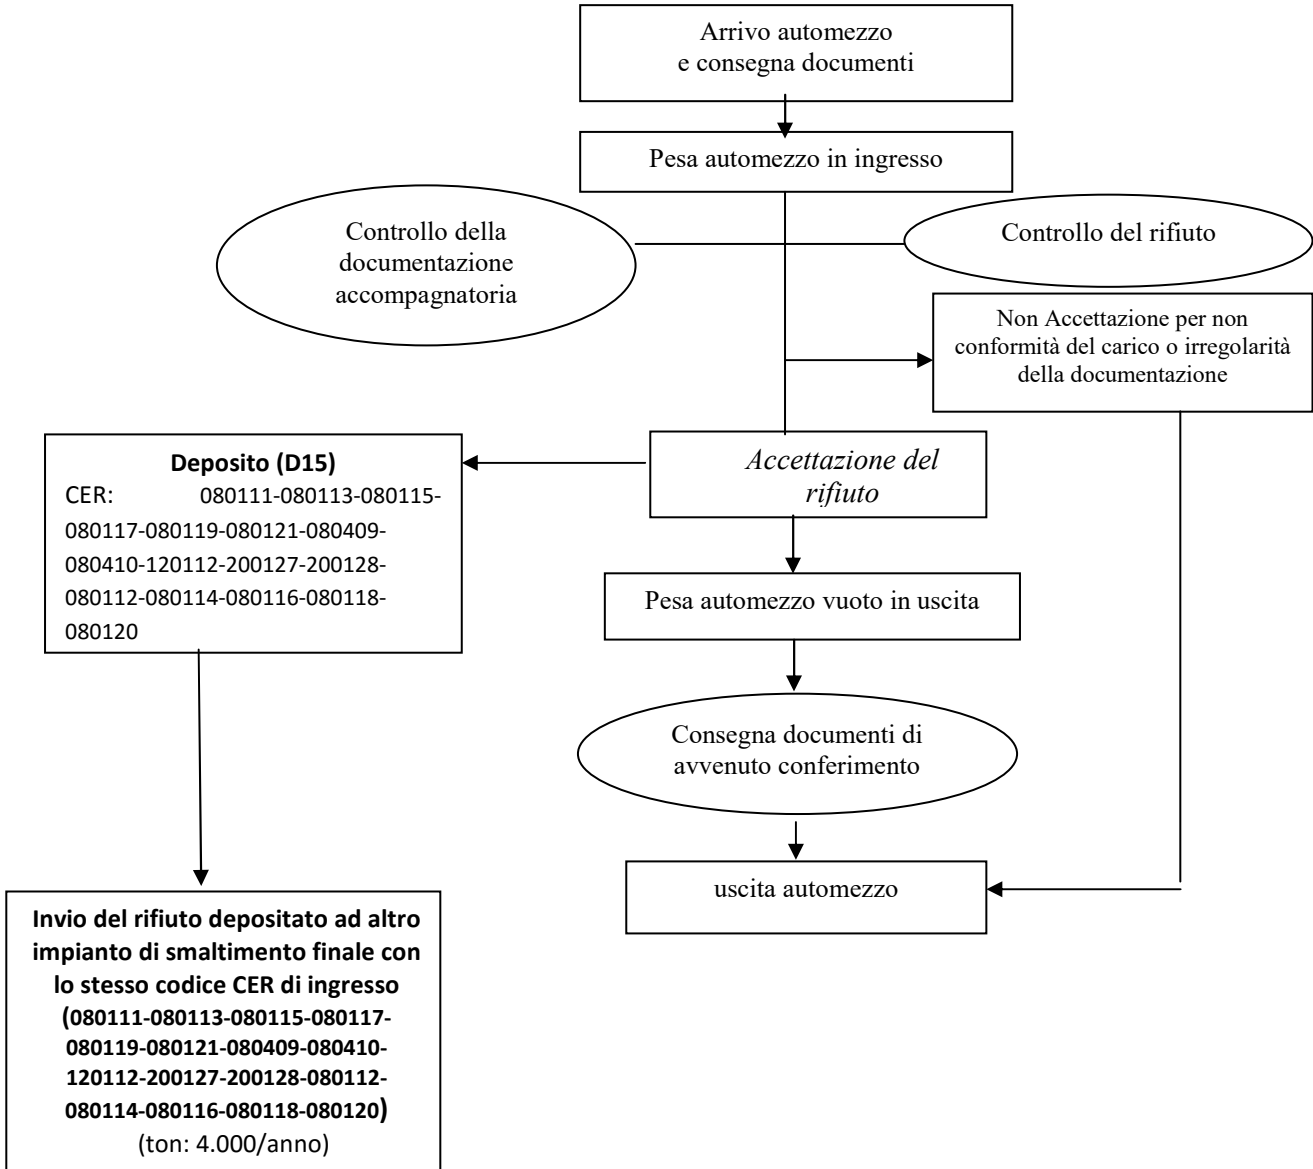 Arrivo automezzo
e consegna documenti
Pesa automezzo in ingresso
Controllo della
documentazione
accompagnatoria
Controllo del rifiuto
Non Accettazione per non
conformità del carico o irregolarità
della documentazione
Accettazione del
rifiuto
Deposito (D15)
CER: 080111-080113-080115-
080117-080119-080121-080409-
080410-120112-200127-200128-
080112-080114-080116-080118-
080120
Pesa automezzo vuoto in uscita
Consegna documenti di
avvenuto conferimento
uscita automezzo
Invio del rifiuto depositato ad altro
impianto di smaltimento finale con
lo stesso codice CER di ingresso
(080111-080113-080115-080117-
080119-080121-080409-080410-
120112-200127-200128-080112-
080114-080116-080118-080120)
(ton: 4.000/anno)